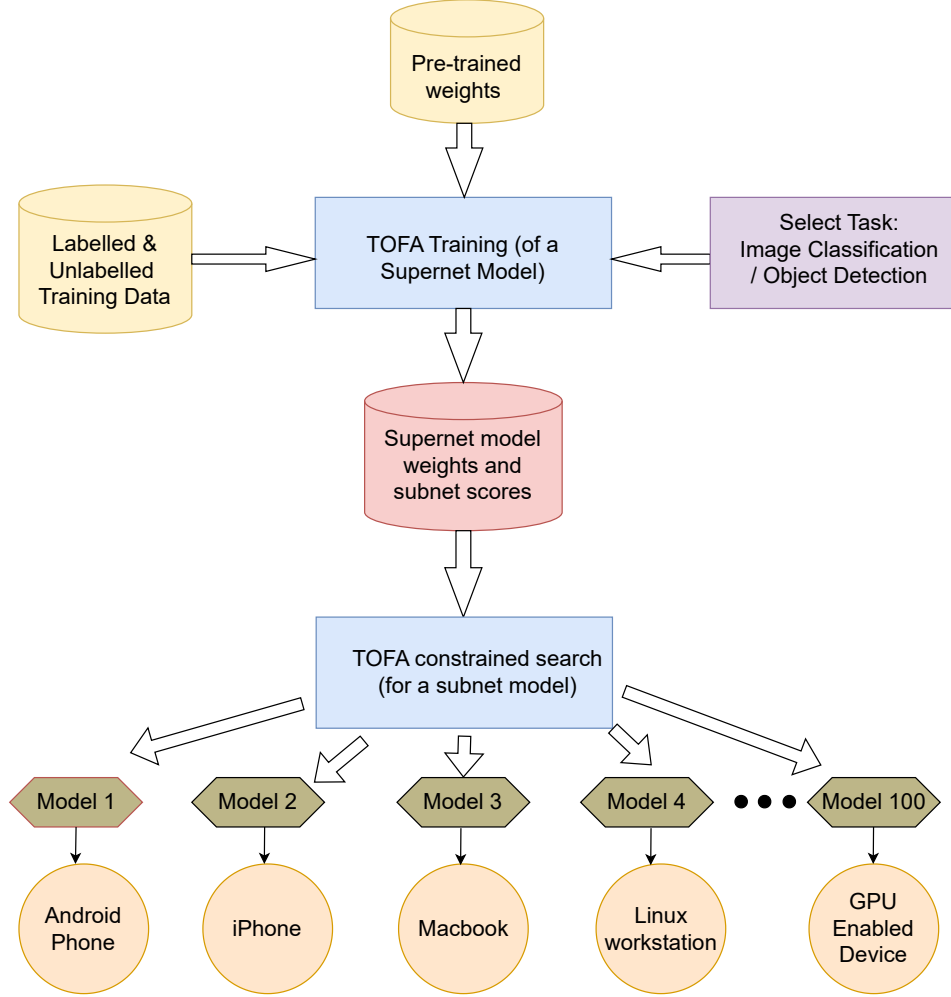 Pre-trained
weights
Labelled &
Unlabelled
Training Data
TOFA Training (of a
Supernet Model)
Select Task:
Image Classification
/ Object Detection
Supernet model
weights and
subnet scores
TOFA constrained search
(for a subnet model)
Model 1
Model 2
Model 3
Model 4
Model 100
Android
Phone
iPhone
Macbook
Linux
workstation
GPU
Enabled
Device